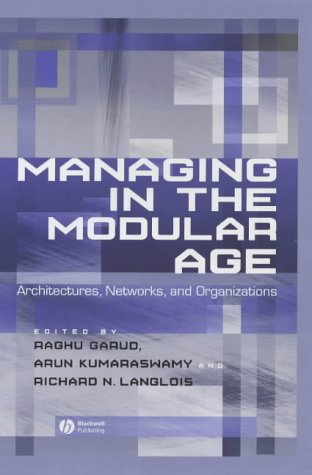 MANAGING
IN THE
MODULAR
AGE
Architectures, Networks, and Organizations
EDITED BY
RAGHU GARUD,
ARUN KUMARASWAMY AND
RICHARD N. LANGLOIS
Blackwell
Publishing